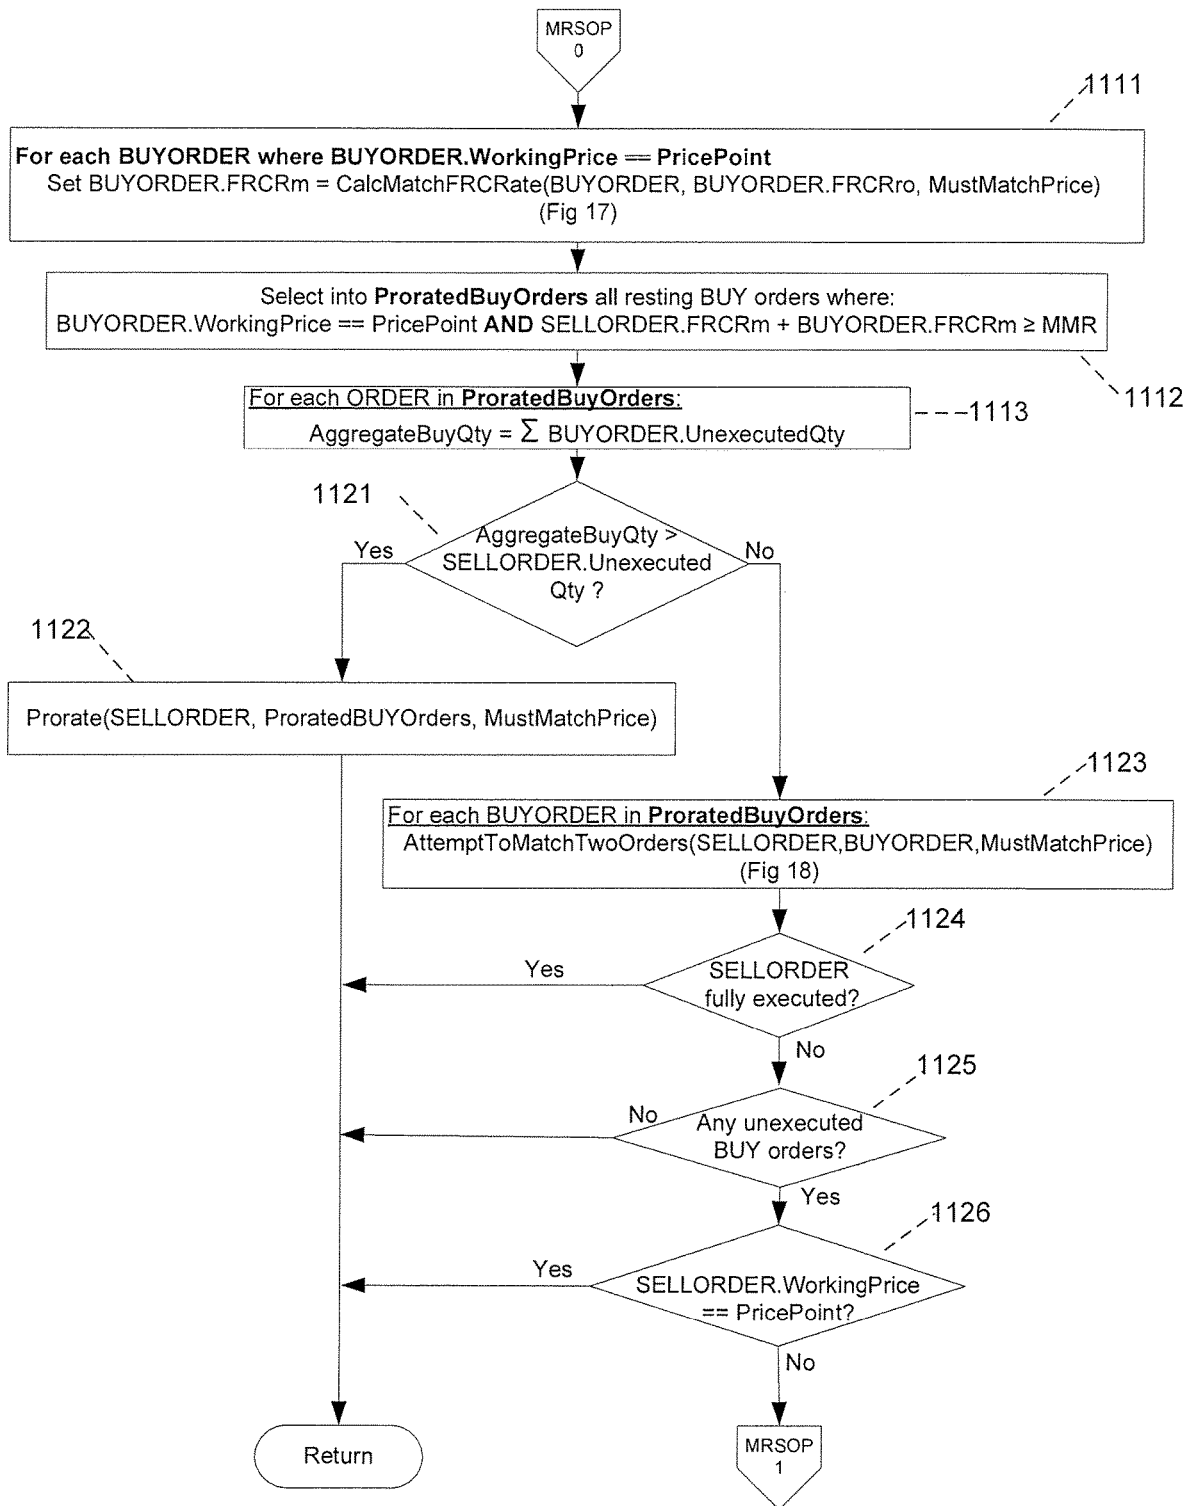 MRSOP
0
1111
For each BUYORDER where BUYORDER.WorkingPrice == PricePoint
Set BUYORDER.FRCRm = CalcMatchFRCRate(BUYORDER, BUYORDER.FRCRro, MustMatchPrice)
(Fig 17)
Select into ProratedBuyOrders all resting BUY orders where:
BUYORDER.WorkingPrice == PricePoint AND SELLORDER.FRCRm + BUYORDER.FRCRm ≥ MMR
1112
For each ORDER in ProratedBuyOrders:
AggregateBuyQty = Σ BUYORDER.UnexecutedQty
1113
1121
AggregateBuyQty >
SELLORDER.Unexecuted
Qty ?
Yes
No
1122
Prorate(SELLORDER, ProratedBUYOrders, MustMatchPrice)
1123
For each BUYORDER in ProratedBuyOrders:
AttemptToMatchTwoOrders(SELLORDER,BUYORDER,MustMatchPrice)
(Fig 18)
1124
SELLORDER
fully executed?
Yes
No
1125
Any unexecuted
BUY orders?
No
Yes
1126
SELLORDER.WorkingPrice
== PricePoint?
Yes
No
Return
MRSOP
1